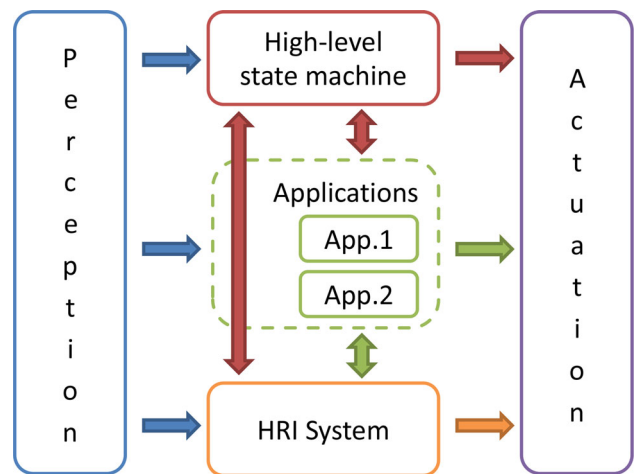 Perception
High-level
state machine
Applications
App.1
App.2
HRI System
Actuation